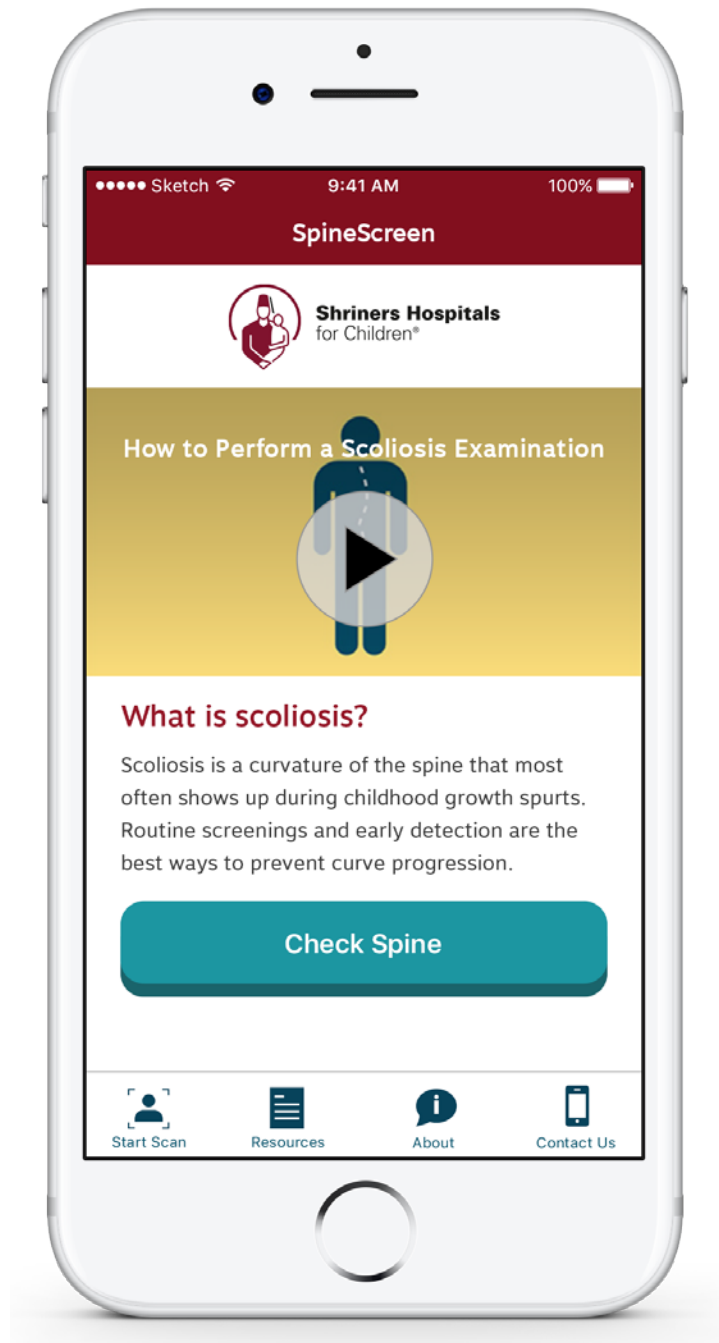 ●●●●● Sketch 9:41 AM 100%
SpineScreen
Shriners Hospitals
for Children®
How to Perform a Scoliosis Examination
What is scoliosis?
Scoliosis is a curvature of the spine that most
often shows up during childhood growth spurts.
Routine screenings and early detection are the
best ways to prevent curve progression.
Check Spine
Start Scan Resources About Contact Us